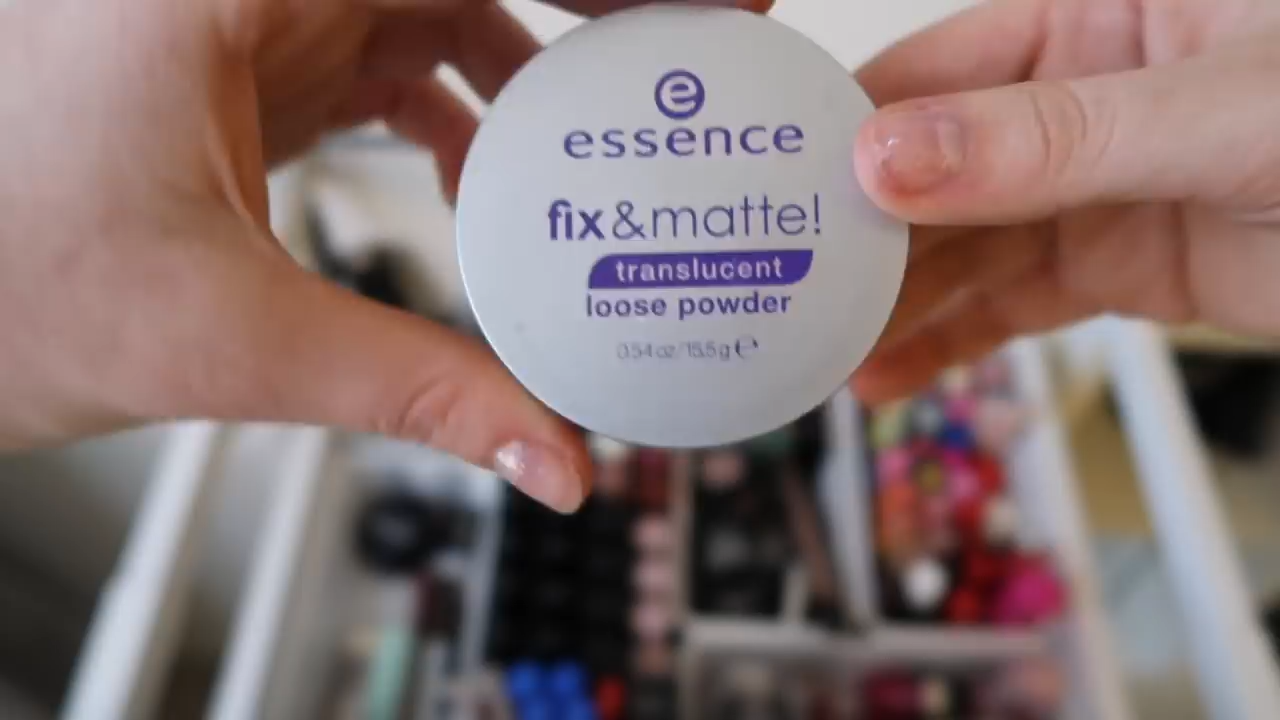 e
essence
fix&matte!
translucent
loose powder
0.54 oz/15.5g ℮